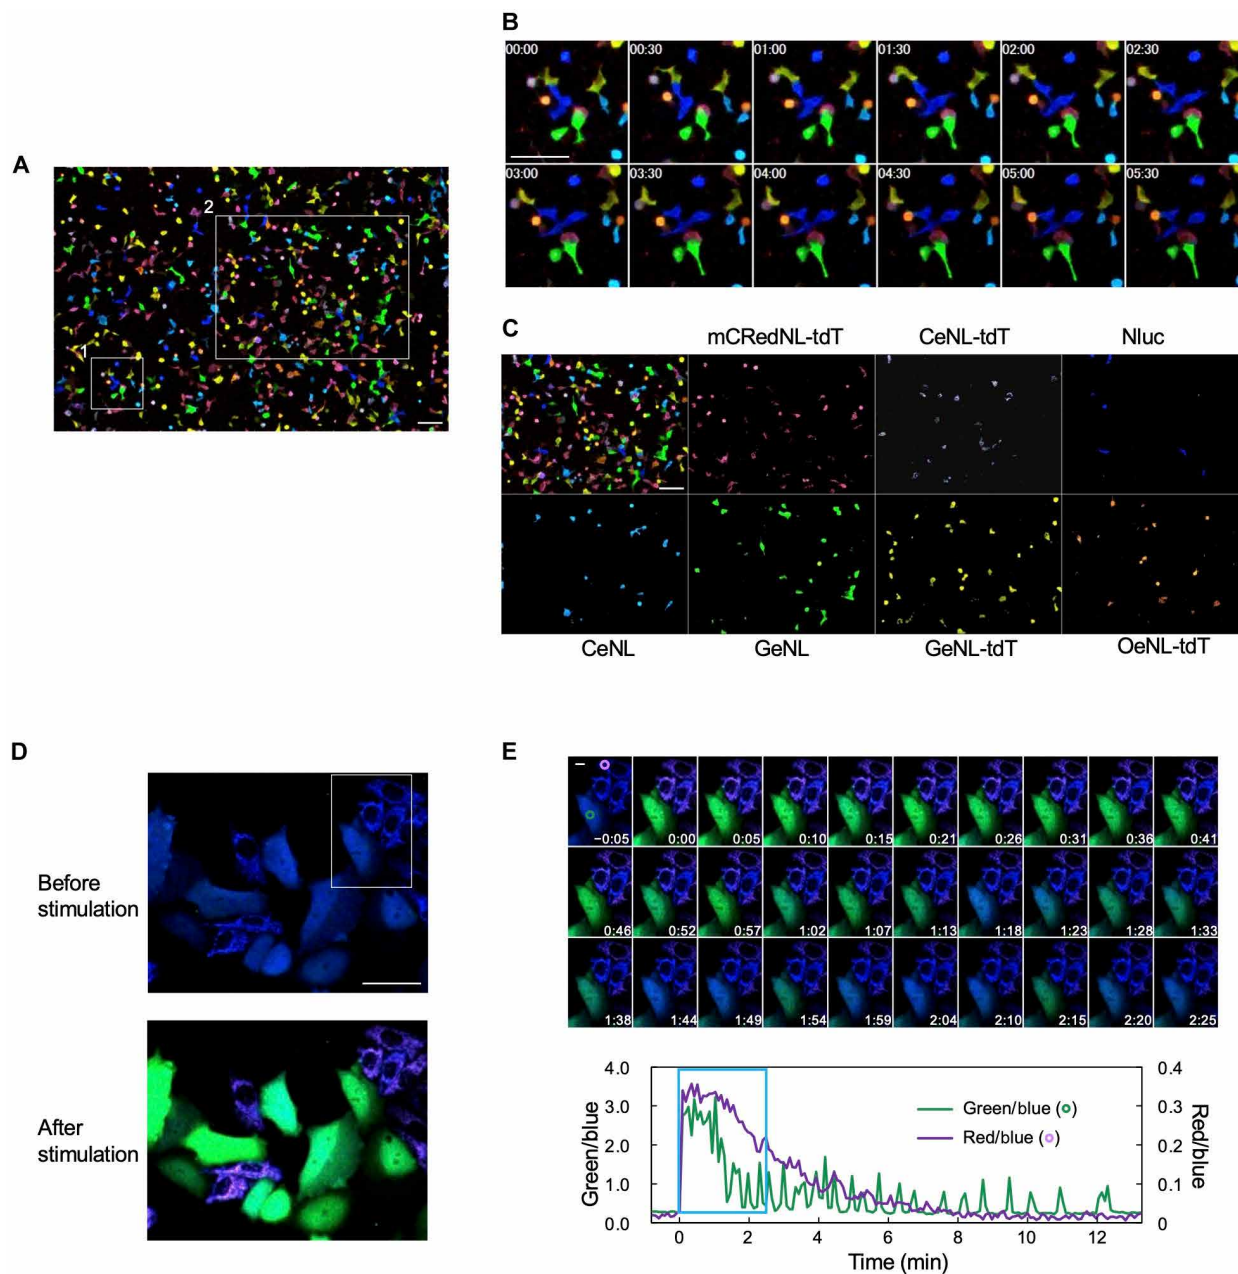 A
2
1
B
00:00 00:30 01:00 01:30 02:00 02:30
03:00 03:30 04:00 04:30 05:00 05:30
C
mCRedNL-tdT CeNL-tdT Nluc
CeNL GeNL GeNL-tdT OeNL-tdT
D
Before
stimulation
After
stimulation
E
−0:05 0:00 0:05 0:10 0:15 0:21 0:26 0:31 0:36 0:41
0:46 0:52 0:57 1:02 1:07 1:13 1:18 1:23 1:28 1:33
1:38 1:44 1:49 1:54 1:59 2:04 2:10 2:15 2:20 2:25
4.0 0.4
3.0 0.3
2.0 0.2
1.0 0.1
0.0 0
Green/blue
Red/blue
Green/blue (o)
Red/blue (o)
0 2 4 6 8 10 12
Time (min)